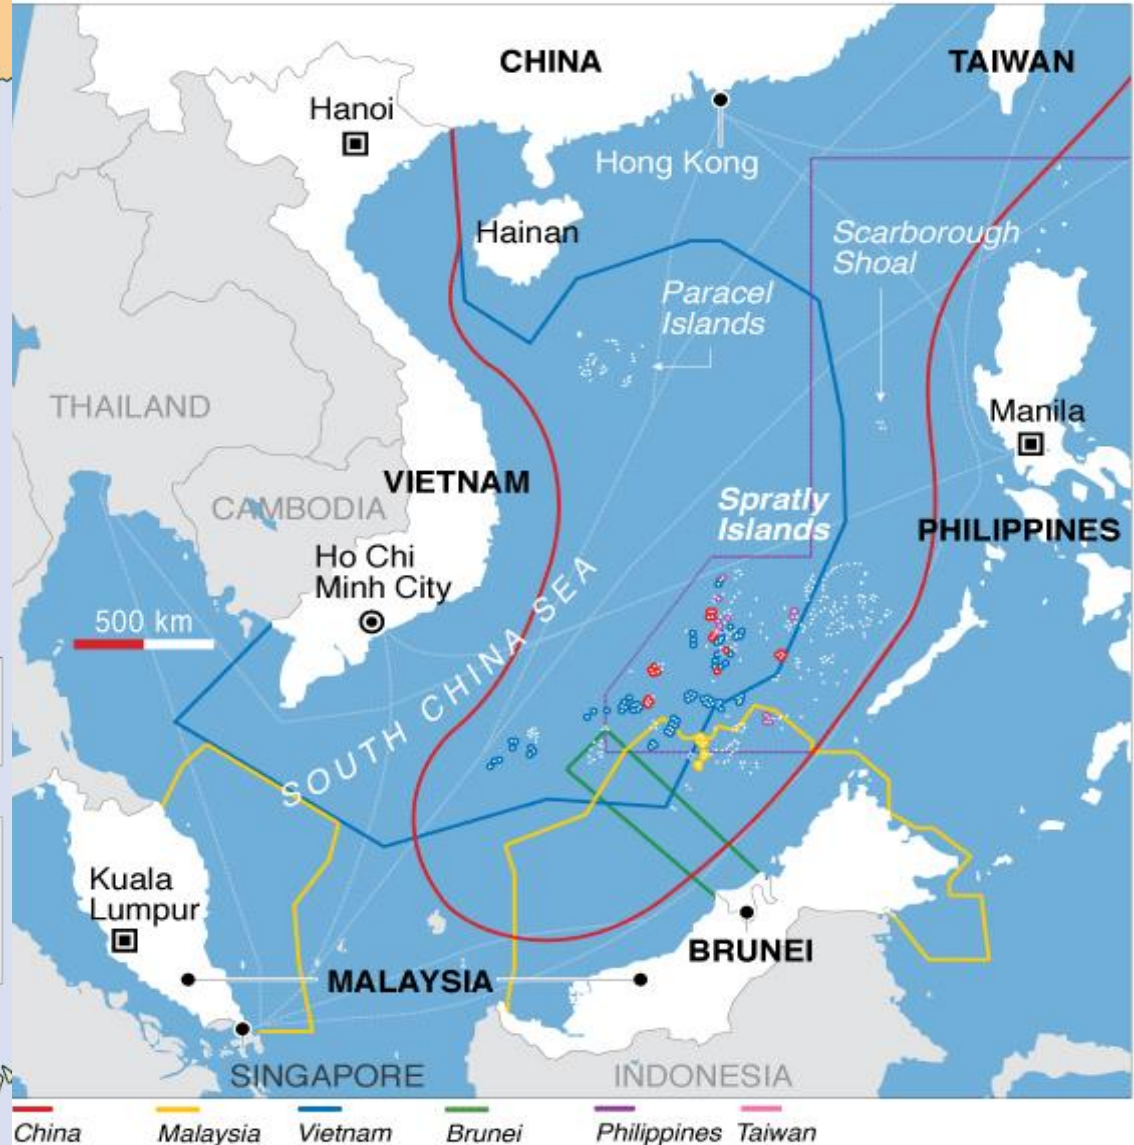 CHINA
TAIWAN
Hanoi
Hong Kong
Hainan
Scarborough
Shoal
Paracel
Islands
THAILAND
Manila
VIETNAM
CAMBODIA
Spratly
Islands
PHILIPPINES
Ho Chi
Minh City
500 km
SOUTH CHINA SEA
Kuala
Lumpur
BRUNEI
MALAYSIA
SINGAPORE
INDONESIA
China
Malaysia
Vietnam
Brunei
Philippines
Taiwan